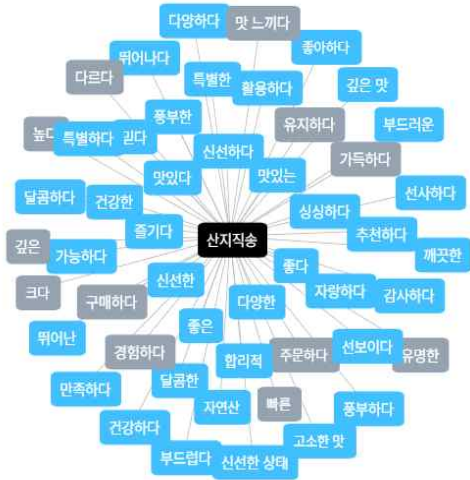 다양하다
맛 느끼다
좋아하다
뛰어나다
다르다
특별한
활용하다
깊은 맛
풍부한
유지하다
부드러운
특별하다
신선하다
가득하다
맛있다
맛있는
선사하다
달콤하다
건강한
싱싱하다
즐기다
산지직송
추천하다
깊은
가능하다
좋다
깨끗한
크다
신선한
구매하다
다양한
자랑하다
감사하다
뛰어난
좋은
경험하다
합리적
주문하다
선보이다
유명한
만족하다
달콤한
자연산
빠른
풍부하다
건강하다
고소한 맛
부드럽다
신선한 상태